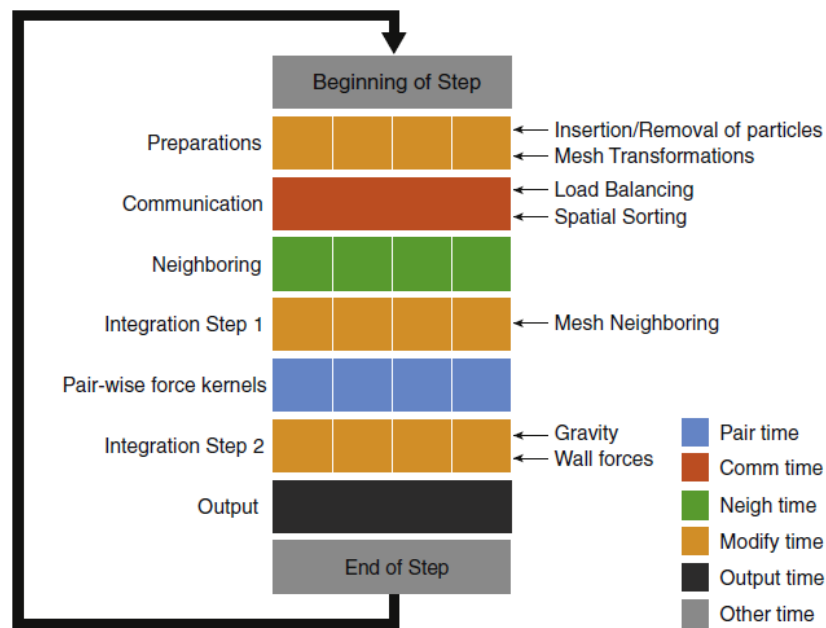 Beginning of Step
Preparations
Insertion/Removal of particles
Mesh Transformations
Communication
Load Balancing
Spatial Sorting
Neighboring
Integration Step 1
Mesh Neighboring
Pair-wise force kernels
Integration Step 2
Gravity
Wall forces
Output
End of Step
Pair time
Comm time
Neigh time
Modify time
Output time
Other time